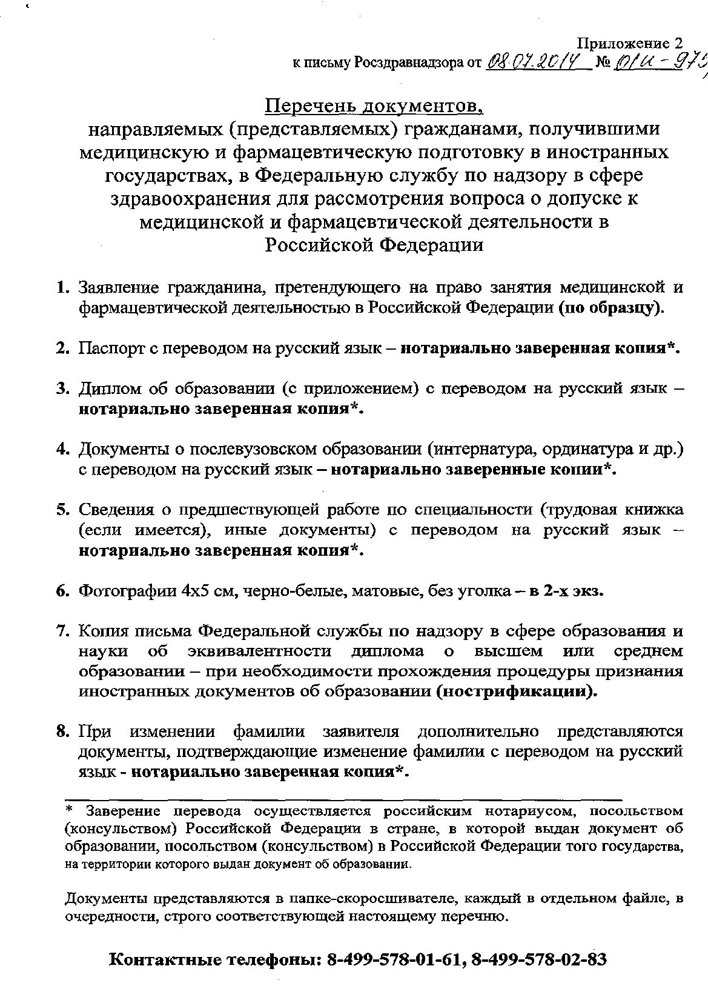 Приложение 2
к письму Росздравнадзора от 08.07.2014 № 01И-975
Перечень документов,
направляемых (представляемых) гражданами, получившими
медицинскую и фармацевтическую подготовку в иностранных
государствах, в Федеральную службу по надзору в сфере
здравоохранения для рассмотрения вопроса о допуске к
медицинской и фармацевтической деятельности в
Российской Федерации
1. Заявление гражданина, претендующего на право занятия медицинской и
фармацевтической деятельностью в Российской Федерации (по образцу).
2. Паспорт с переводом на русский язык – нотариально заверенная копия*.
3. Диплом об образовании (с приложением) с переводом на русский язык –
нотариально заверенная копия*.
4. Документы о послевузовском образовании (интернатура, ординатура и др.)
с переводом на русский язык – нотариально заверенные копии*.
5. Сведения о предшествующей работе по специальности (трудовая книжка
(если имеется), иные документы) с переводом на русский язык –
нотариально заверенная копия*.
6. Фотографии 4х5 см, черно-белые, матовые, без уголка – в 2-х экз.
7. Копия письма Федеральной службы по надзору в сфере образования и
науки об эквивалентности диплома о высшем или среднем
образовании – при необходимости прохождения процедуры признания
иностранных документов об образовании (нострификации).
8. При изменении фамилии заявителя дополнительно представляются
документы, подтверждающие изменение фамилии с переводом на русский
язык - нотариально заверенная копия*.
* Заверение перевода осуществляется российским нотариусом, посольством
(консульством) Российской Федерации в стране, в которой выдан документ об
образовании, посольством (консульством) в Российской Федерации того государства,
на территории которого выдан документ об образовании.
Документы представляются в папке-скоросшивателе, каждый в отдельном файле, в
очередности, строго соответствующей настоящему перечню.
Контактные телефоны: 8-499-578-01-61, 8-499-578-02-83